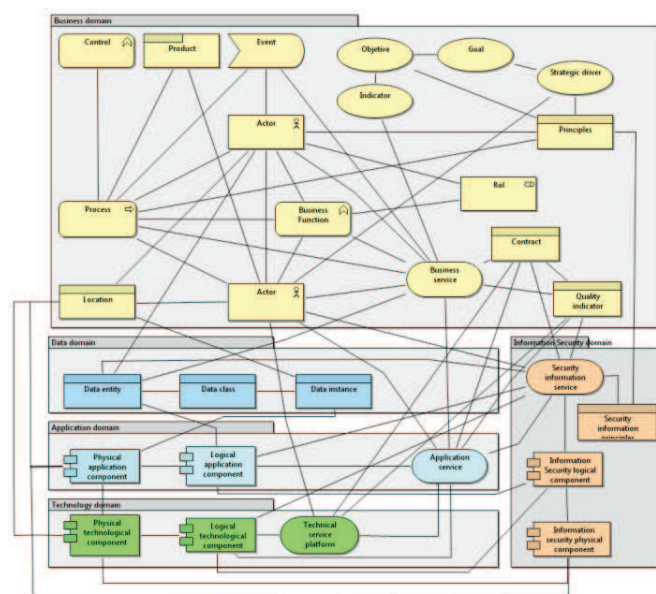 Business domain
Control
Product
Event
Objetive
Goal
Strategic driver
Indicator
Actor
Principles
Rol
Process
Business
Function
Contract
Business
service
Location
Actor
Quality
indicator
Data domain
Information Security domain
Data entity
Data class
Data instance
Security
information
service
Security
information
principles
Application domain
Physical
application
component
Logical
application
component
Application
service
Information
Security logical
component
Technology domain
Physical
technological
component
Logical
technological
component
Technical
service
platform
Information
security physical
component